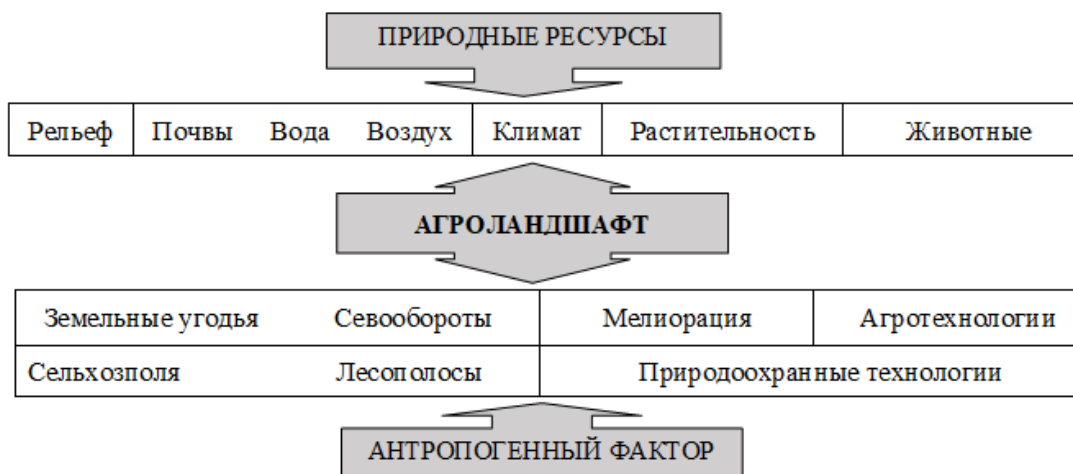 ПРИРОДНЫЕ РЕСУРСЫ
Рельеф Почвы Вода Воздух Климат Растительность Животные
АГРОЛАНДШАФТ
Земельные угодья Севообороты Мелиорация Агротехнологии
Сельхозполя Лесополосы Природоохранные технологии
АНТРОПОГЕННЫЙ ФАКТОР